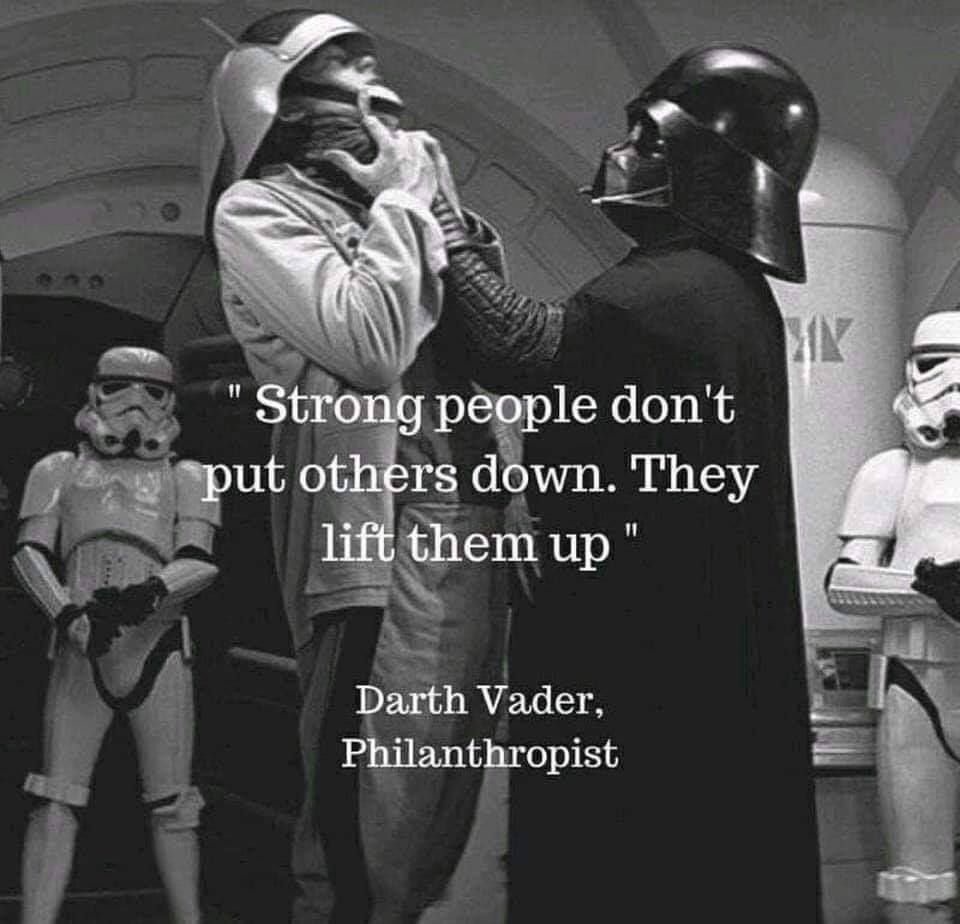 " Strong people don't
put others down. They
lift them up "
Darth Vader,
Philanthropist